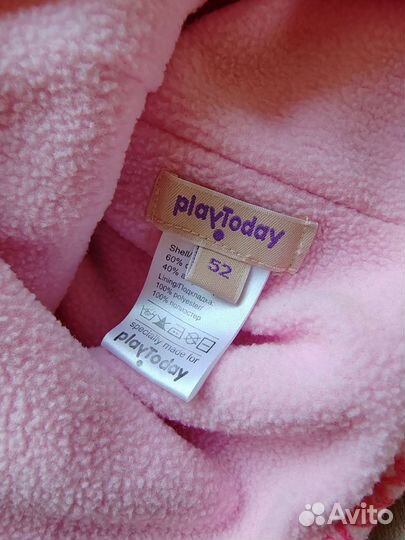 playToday
52
Shell/
60%
40%
Lining/Подкладка:
100% polyester/
100% полиэстер
specially made for
playToday
Avito